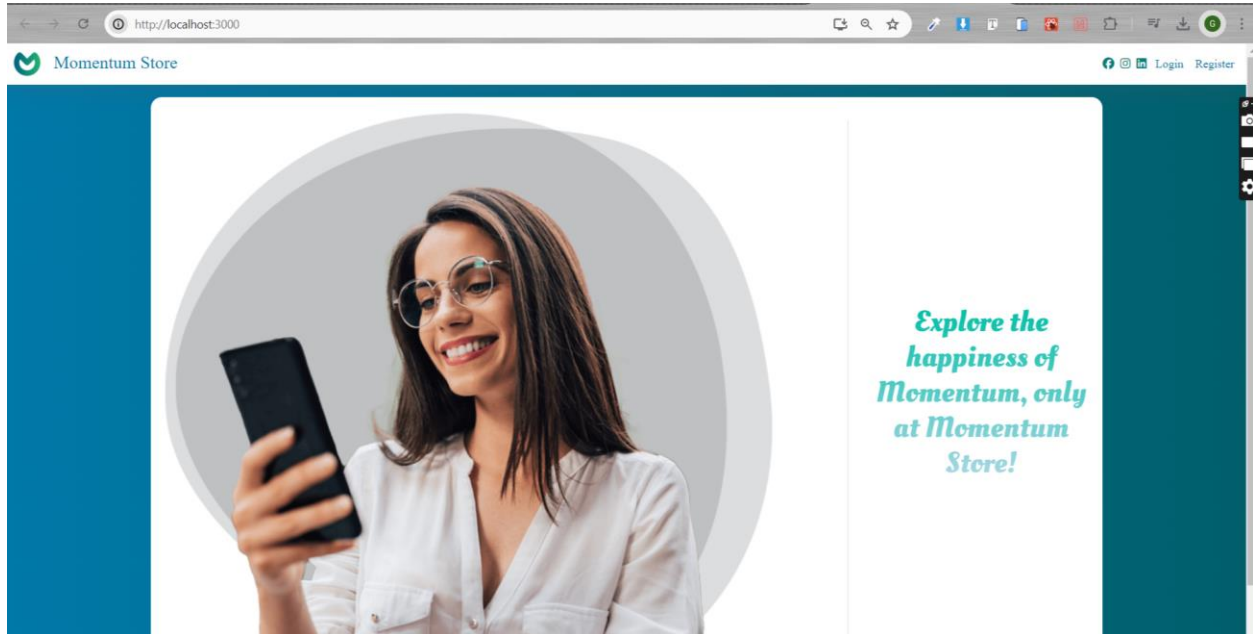 http://localhost:3000
G
Momentum Store
Login Register
Explore the
happiness of
Momentum, only
at Momentum
Store!